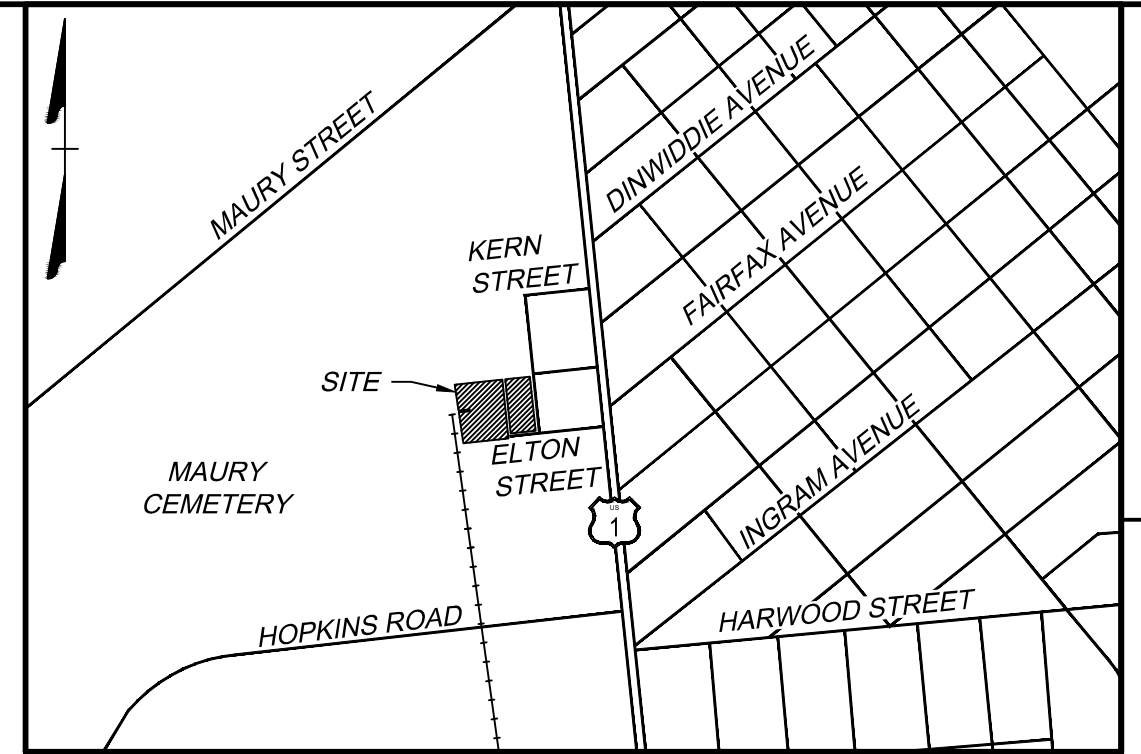 MAURY STREET
DINWIDDIE AVENUE
FAIRFAX AVENUE
KERN
STREET
SITE
ELTON
STREET
MAURY
CEMETERY
INGRAM AVENUE
US
1
HOPKINS ROAD
HARWOOD STREET